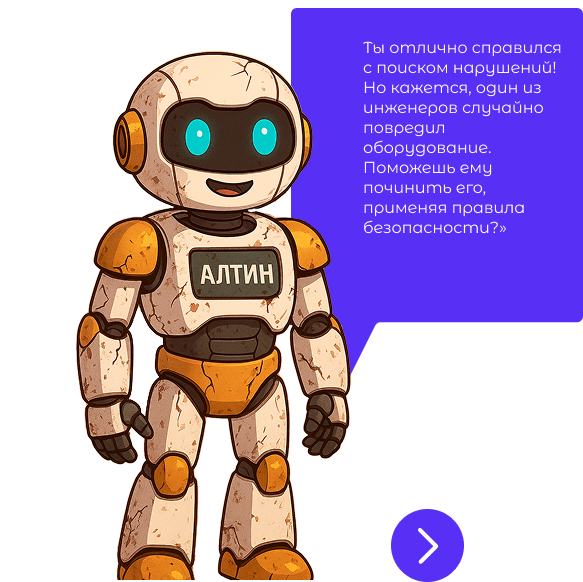 Ты отлично справился
с поиском нарушений!
Но кажется, один из
инженеров случайно
повредил
оборудование.
Поможешь ему
починить его,
применяя правила
безопасности?»
АЛТИН